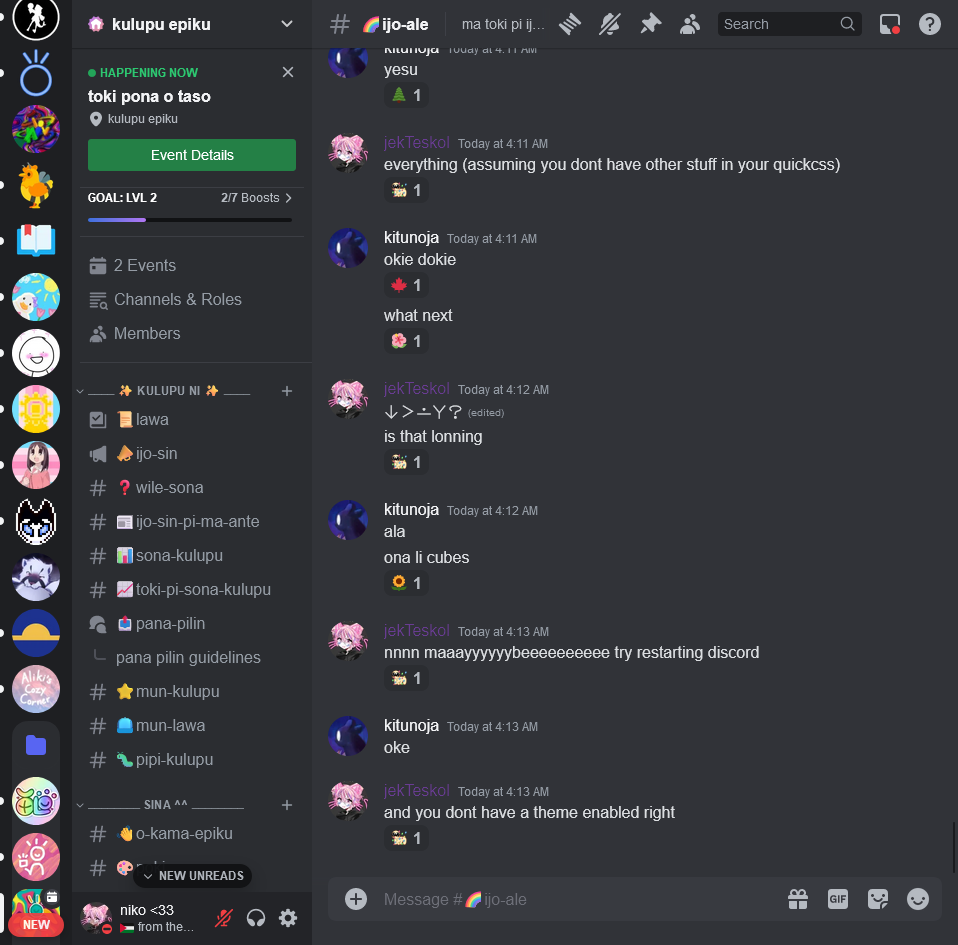 kulupu epiku
HAPPENING NOW
toki pona o taso
kulupu epiku
Event Details
GOAL: LVL 2
2/7 Boosts
2 Events
Channels & Roles
Members
____ ✨ KULUPU NI ✨ ____
📜lawa
📣ijo-sin
❓wile-sona
📰ijo-sin-pi-ma-ante
📊sona-kulupu
📈toki-pi-sona-kulupu
📤pana-pilin
pana pilin guidelines
⭐mun-kulupu
🧢mun-lawa
🐛pipi-kulupu
________ SINA ^^ ________
👋o-kama-epiku
NEW UNREADS
niko <33
🇵🇸 from the...
NEW
Aliki's
Cozy
Corner
# 🌈ijo-ale
ma toki pi ij...
Search
kitunoja Today at 4:11 AM
yesu
🌲 1
jekTeskol Today at 4:11 AM
everything (assuming you dont have other stuff in your quickcss)
1
kitunoja Today at 4:11 AM
okie dokie
🍁 1
what next
🌺 1
jekTeskol Today at 4:12 AM
(edited)
is that lonning
1
kitunoja Today at 4:12 AM
ala
ona li cubes
🌻 1
jekTeskol Today at 4:13 AM
nnnn maaayyyyyybeeeeeeeeee try restarting discord
1
kitunoja Today at 4:13 AM
oke
jekTeskol Today at 4:13 AM
and you dont have a theme enabled right
1
Message #🌈ijo-ale
GIF